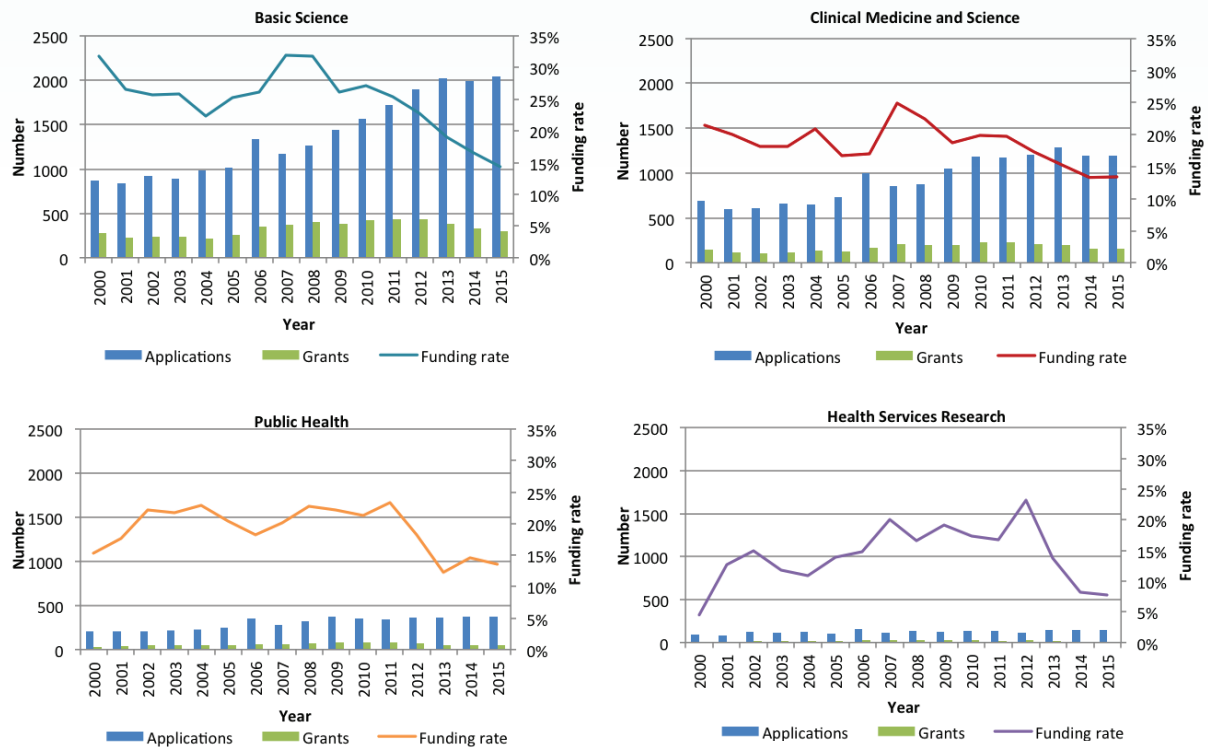 Basic Science
2500
2000
1500
1000
500
0
Number
35%
30%
25%
20%
15%
10%
5%
0%
Funding rate
2000 2001 2002 2003 2004 2005 2006 2007 2008 2009 2010 2011 2012 2013 2014 2015
Year
Applications Grants Funding rate
Clinical Medicine and Science
2500
2000
1500
1000
500
0
Number
35%
30%
25%
20%
15%
10%
5%
0%
Funding rate
2000 2001 2002 2003 2004 2005 2006 2007 2008 2009 2010 2011 2012 2013 2014 2015
Year
Applications Grants Funding rate
Public Health
2500
2000
1500
1000
500
0
Number
35%
30%
25%
20%
15%
10%
5%
0%
Funding rate
2000 2001 2002 2003 2004 2005 2006 2007 2008 2009 2010 2011 2012 2013 2014 2015
Year
Applications Grants Funding rate
Health Services Research
2500
2000
1500
1000
500
0
Number
35%
30%
25%
20%
15%
10%
5%
0%
Funding rate
2000 2001 2002 2003 2004 2005 2006 2007 2008 2009 2010 2011 2012 2013 2014 2015
Year
Applications Grants Funding rate